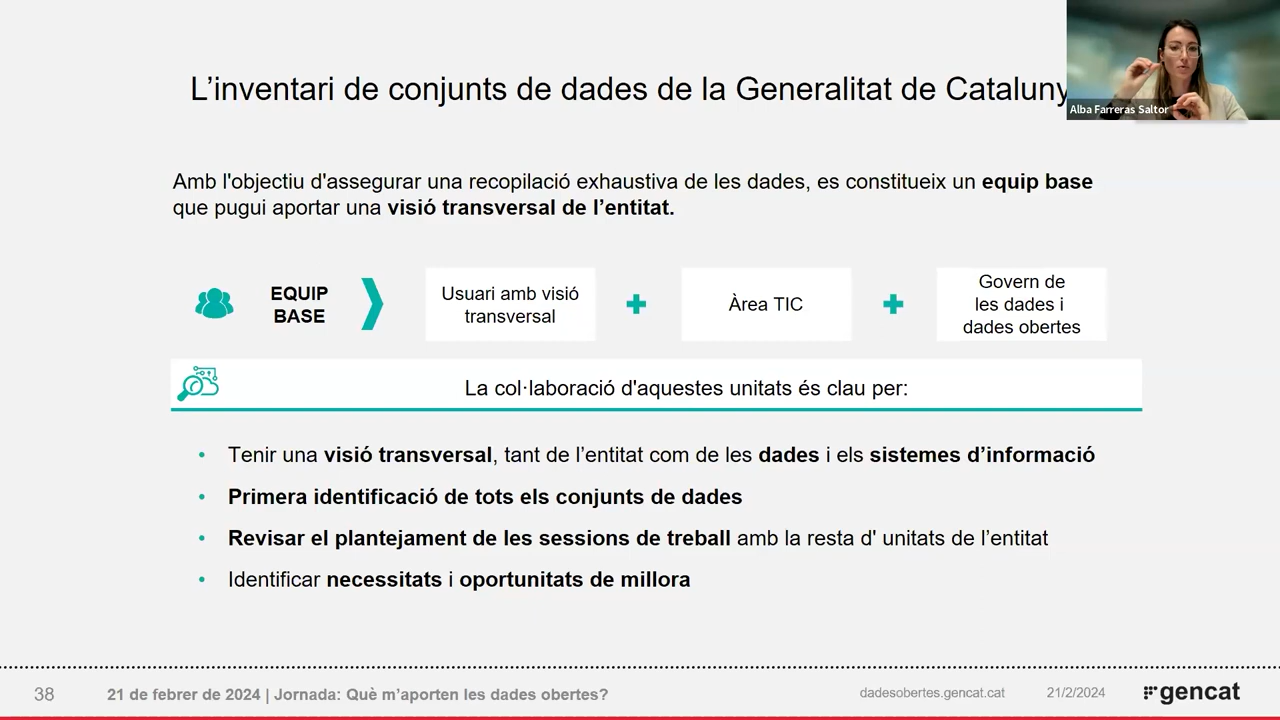 L’inventari de conjunts de dades de la Generalitat de Cataluny
Alba Farreras Saltor
Amb l'objectiu d'assegurar una recopilació exhaustiva de les dades, es constitueix un equip base
que pugui aportar una visió transversal de l’entitat.
EQUIP
BASE
Usuari amb visió
transversal
Àrea TIC
Govern de
les dades i
dades obertes
La col·laboració d'aquestes unitats és clau per:
• Tenir una visió transversal, tant de l’entitat com de les dades i els sistemes d’informació
• Primera identificació de tots els conjunts de dades
• Revisar el plantejament de les sessions de treball amb la resta d' unitats de l’entitat
• Identificar necessitats i oportunitats de millora
38
21 de febrer de 2024 | Jornada: Què m’aporten les dades obertes?
dadesobertes.gencat.cat
21/2/2024
gencat